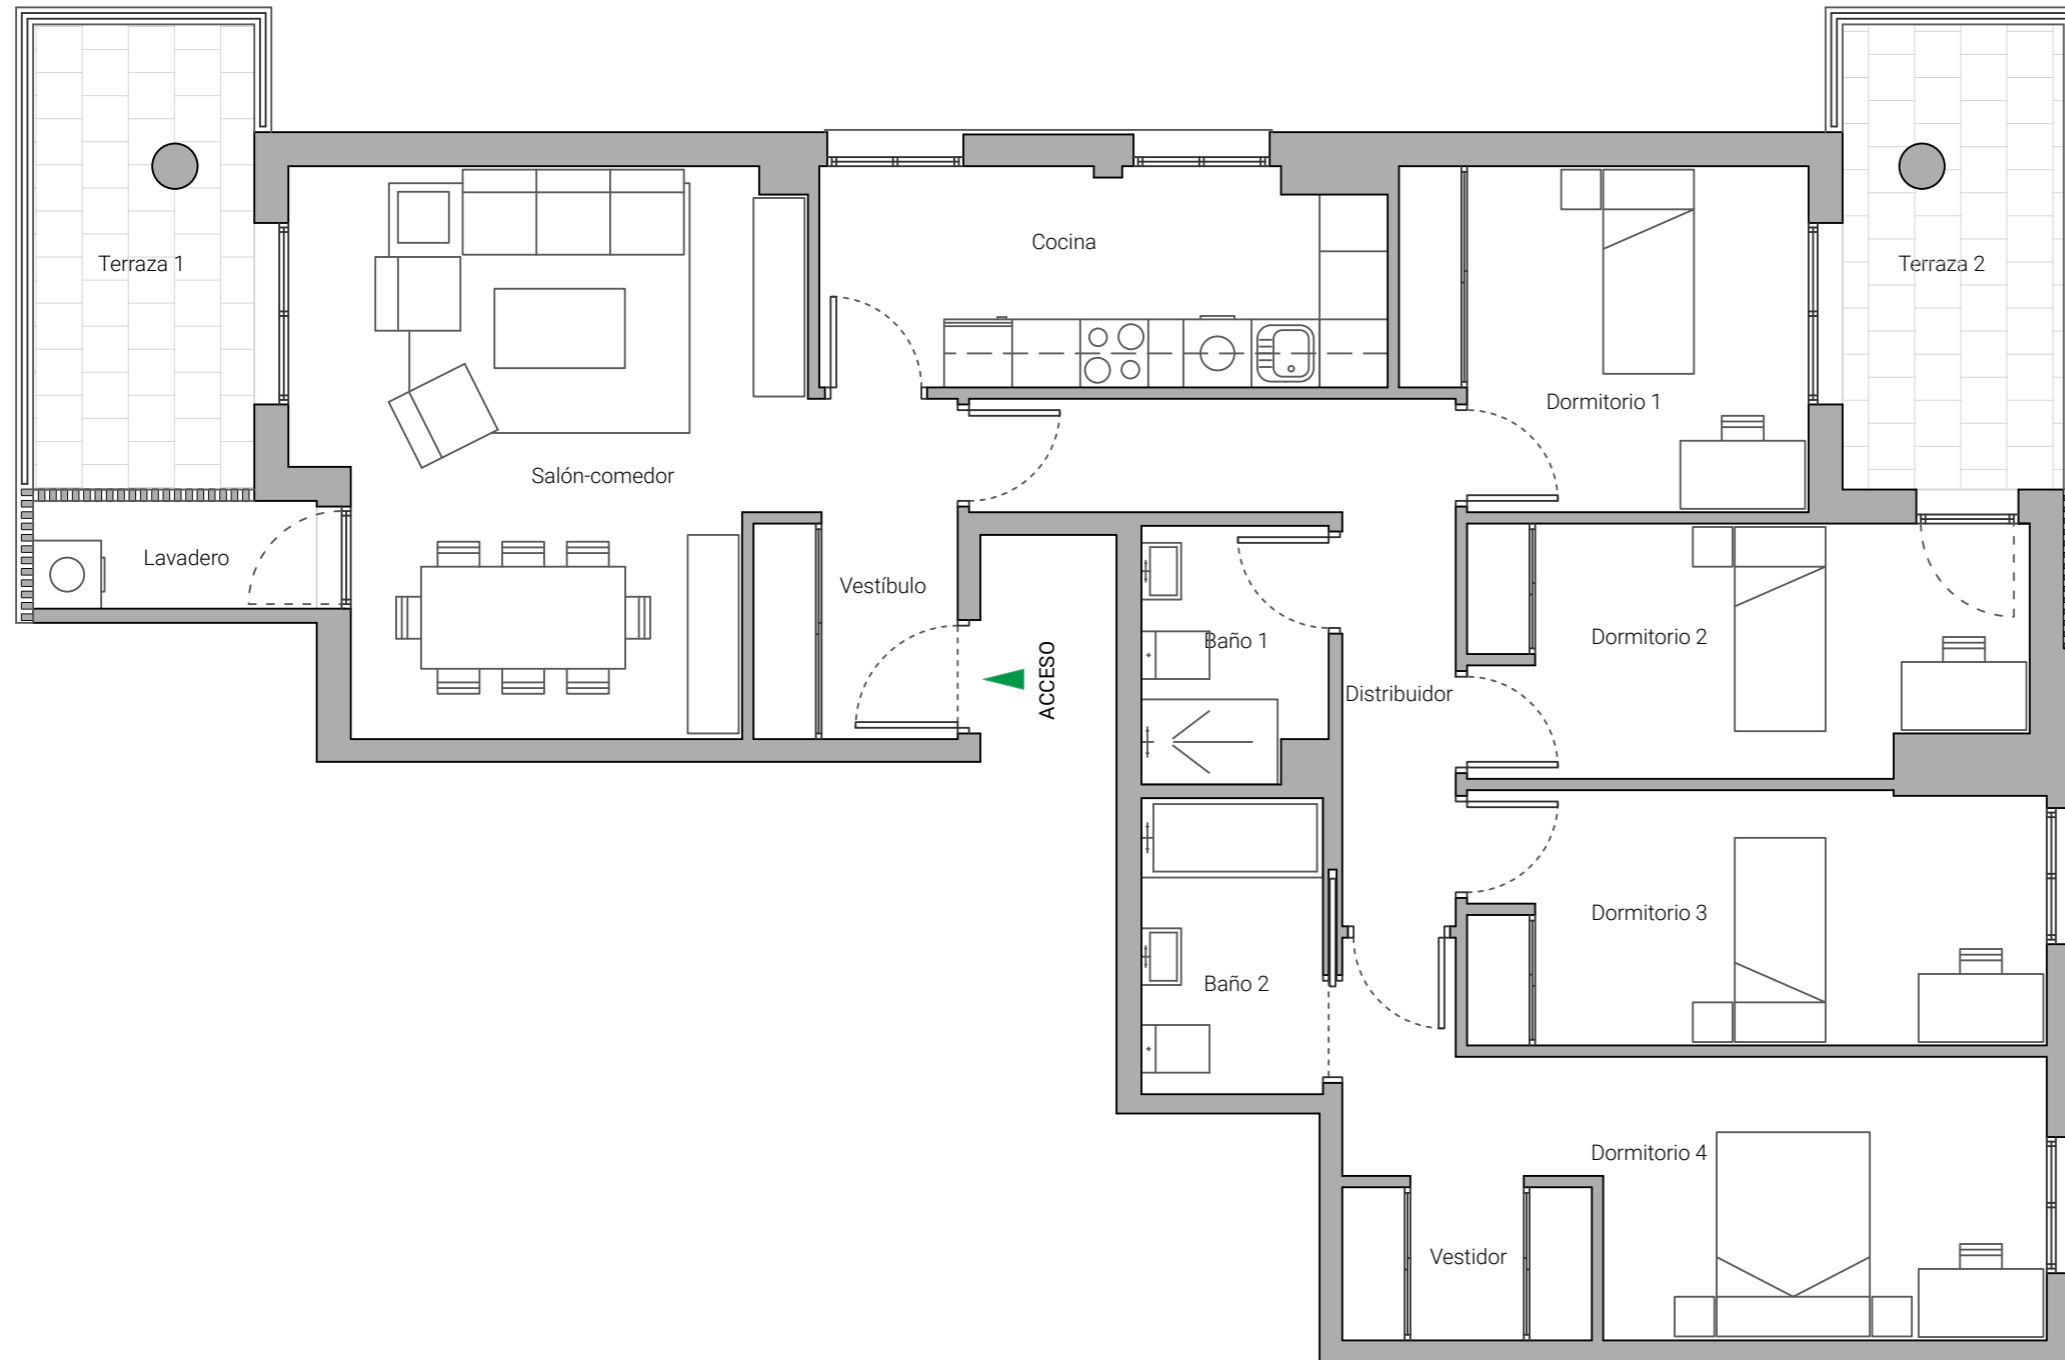 Cocina
Terraza 1
Terraza 2
Dormitorio 1
Salón-comedor
Lavadero
Vestíbulo
Baño 1
Dormitorio 2
ACCESO
Distribuidor
Dormitorio 3
Baño 2
Dormitorio 4
Vestidor